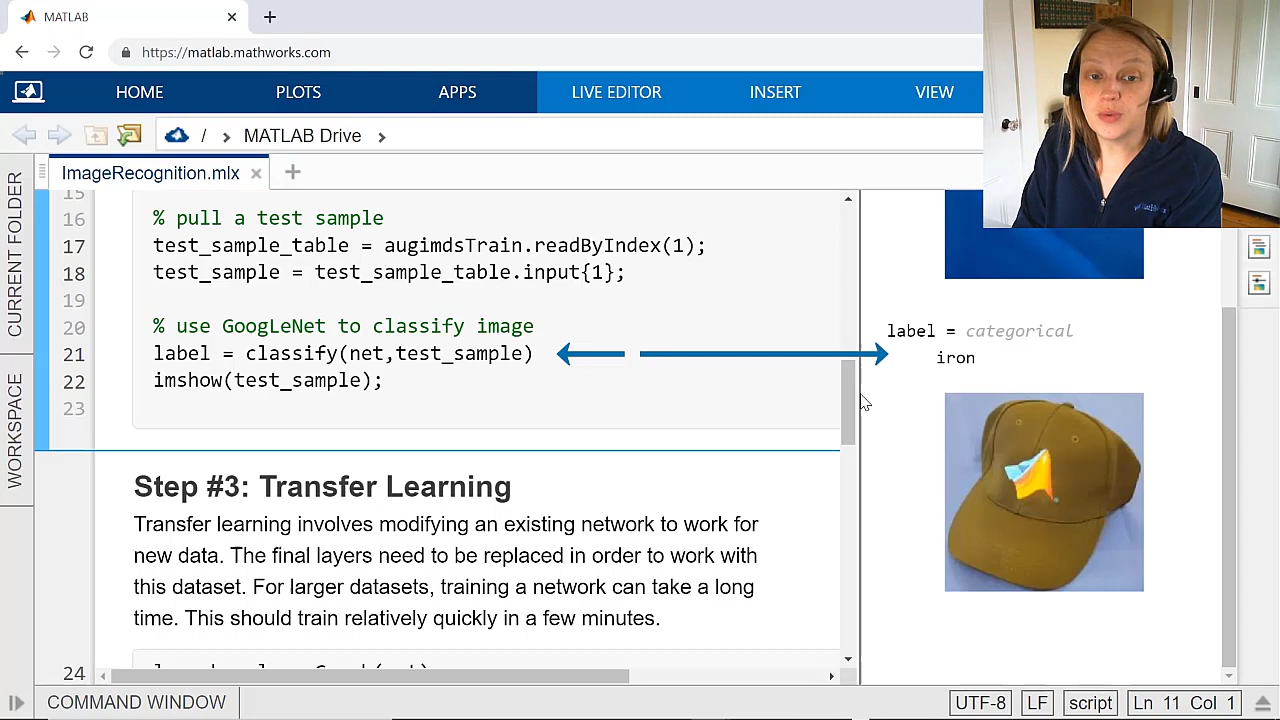 MATLAB
https://matlab.mathworks.com
HOME PLOTS APPS LIVE EDITOR INSERT VIEW
/ MATLAB Drive
CURRENT FOLDER
WORKSPACE
ImageRecognition.mlx
15
16 % pull a test sample
17 test_sample_table = augimdsTrain.readByIndex(1);
18 test_sample = test_sample_table.input{1};
19
20 % use GoogLeNet to classify image
21 label = classify(net,test_sample)
22 imshow(test_sample);
23
label = categorical
iron
Step #3: Transfer Learning
Transfer learning involves modifying an existing network to work for
new data. The final layers need to be replaced in order to work with
this dataset. For larger datasets, training a network can take a long
time. This should train relatively quickly in a few minutes.
24
COMMAND WINDOW
UTF-8 LF script Ln 11 Col 1